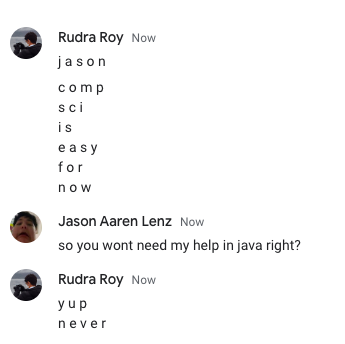 Rudra Roy Now
j a s o n
c o m p
s c i
i s
e a s y
f o r
n o w
Jason Aaren Lenz Now
so you wont need my help in java right?
Rudra Roy Now
y u p
n e v e r